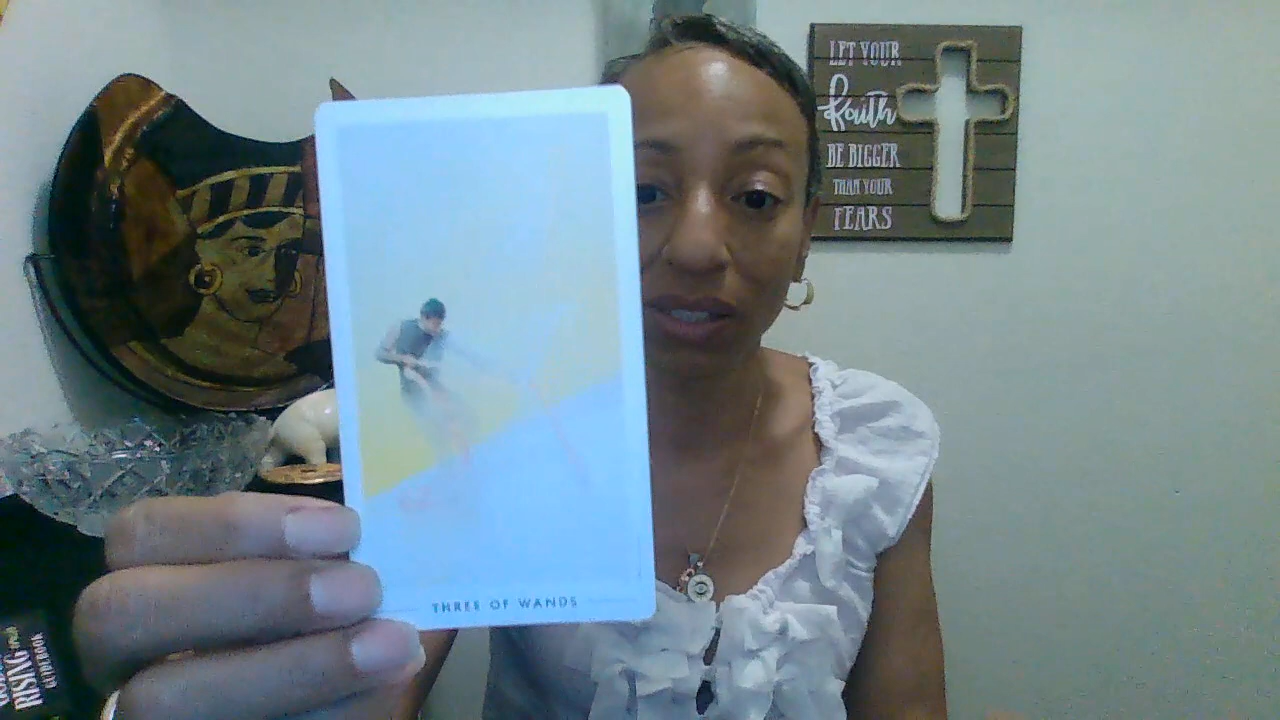 LET YOUR
faith
BE BIGGER
THAN YOUR
FEARS
THREE OF WANDS